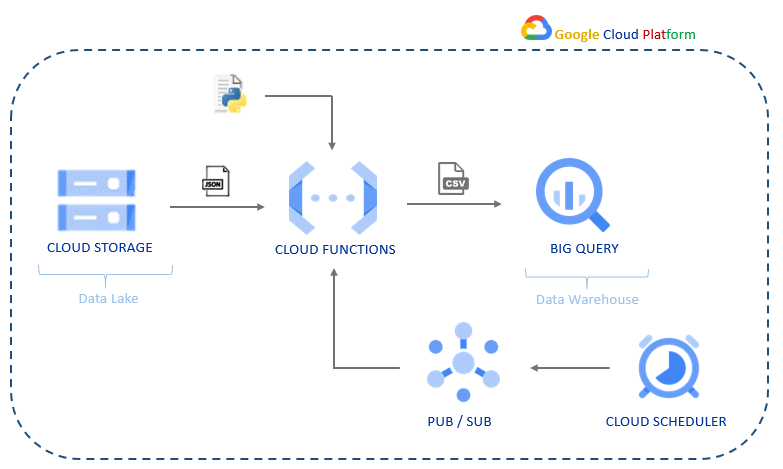 Google Cloud Platform
JSON
CSV
CLOUD STORAGE
CLOUD FUNCTIONS
BIG QUERY
Data Lake
Data Warehouse
PUB / SUB
CLOUD SCHEDULER